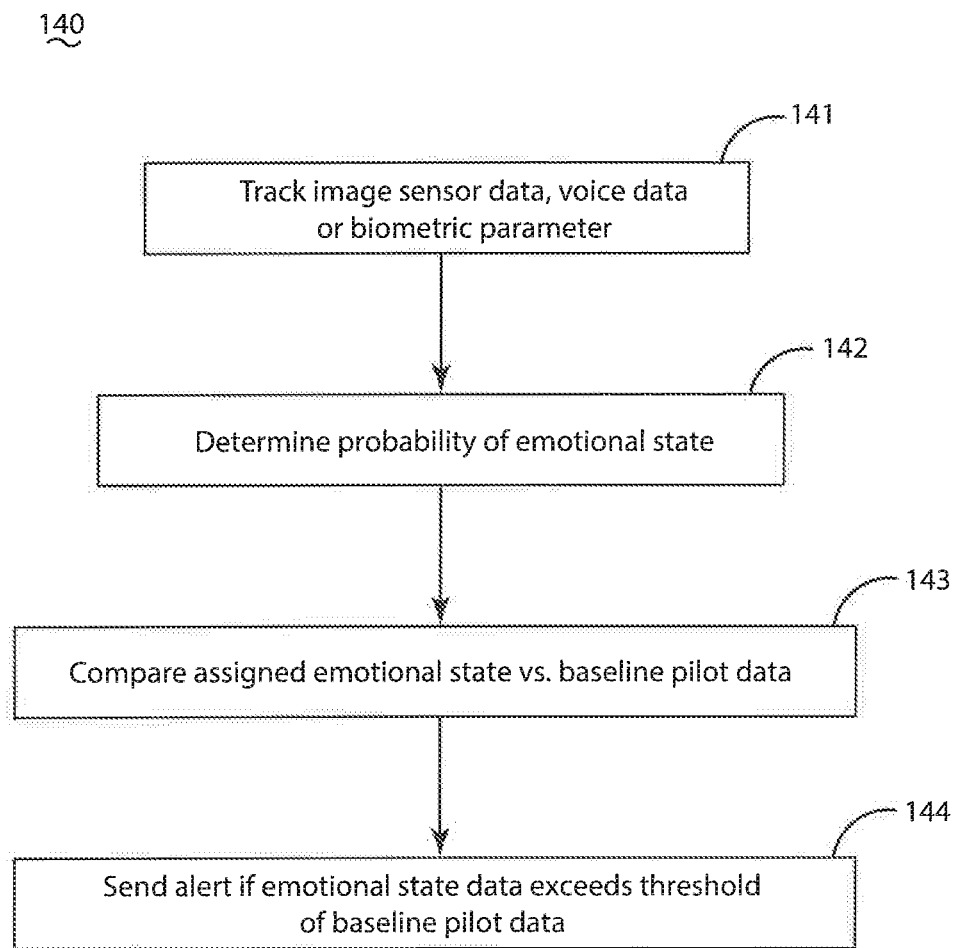 140
141
Track image sensor data, voice data
or biometric parameter
142
Determine probability of emotional state
143
Compare assigned emotional state vs. baseline pilot data
144
Send alert if emotional state data exceeds threshold
of baseline pilot data